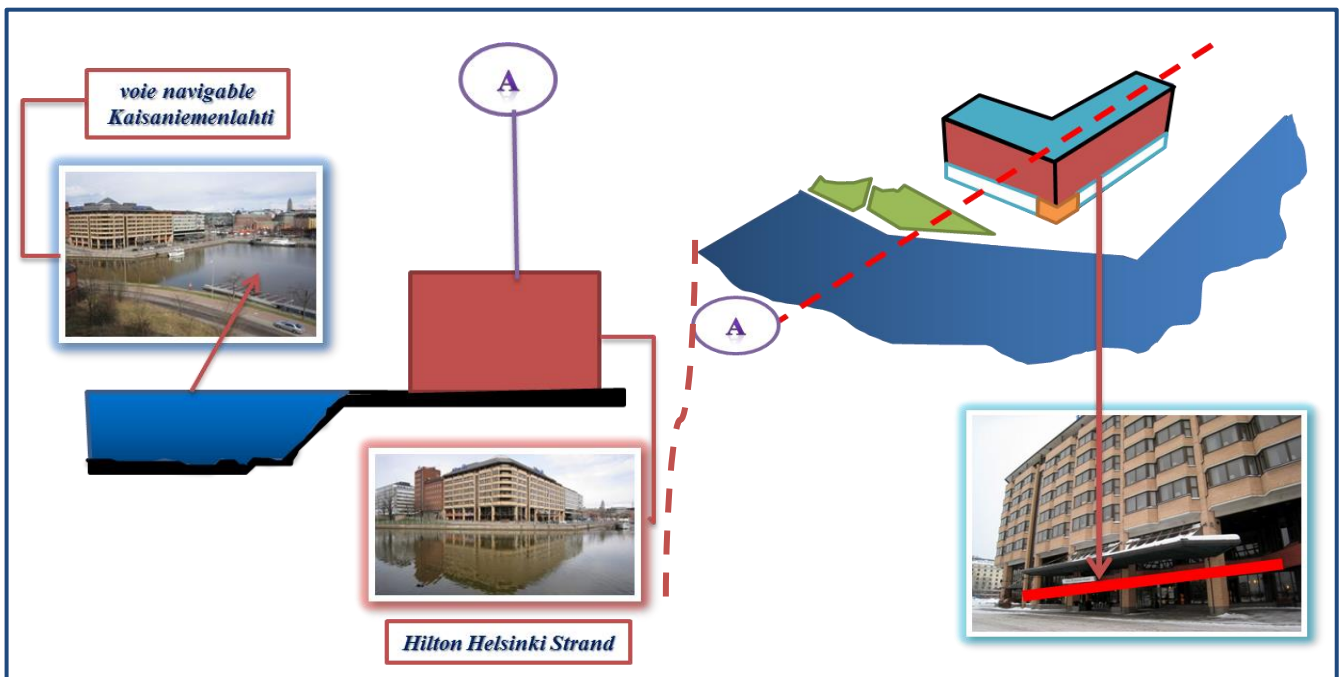 voie navigable
Kaisaniemenlahti
A
A
Hilton Helsinki Strand